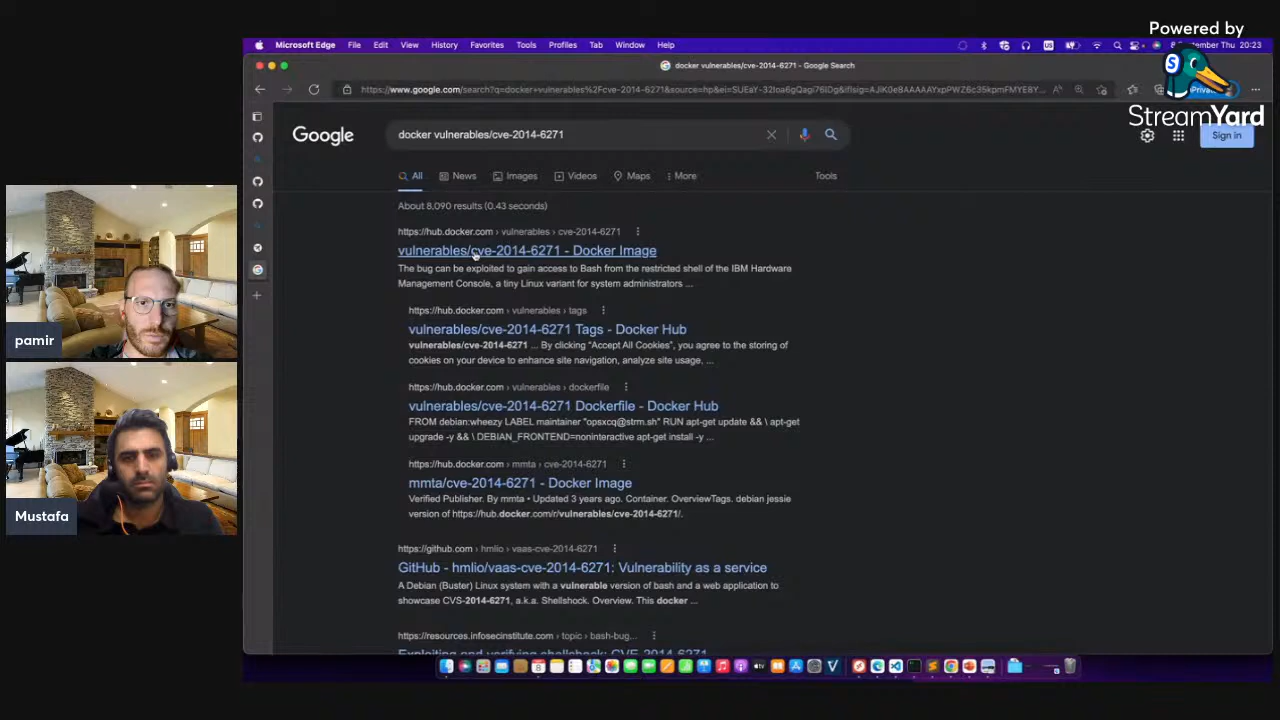 Powered by
StreamYard
Microsoft Edge File Edit View History Favorites Tools Profiles Tab Window Help
Thu 20:23
docker vulnerables/cve-2014-6271 - Google Search
Google
docker vulnerables/cve-2014-6271
Sign in
All News Images Videos Maps More Tools
About 8,090 results (0.43 seconds)
https://hub.docker.com › vulnerables › cve-2014-6271
vulnerables/cve-2014-6271 - Docker Image
The bug can be exploited to gain access to Bash from the restricted shell of the IBM Hardware
Management Console, a tiny Linux variant for system administrators ...
https://hub.docker.com › vulnerables › tags
vulnerables/cve-2014-6271 Tags - Docker Hub
vulnerables/cve-2014-6271 ... By clicking “Accept All Cookies”, you agree to the storing of
cookies on your device to enhance site navigation, analyze site usage, ...
https://hub.docker.com › vulnerables › dockerfile
vulnerables/cve-2014-6271 Dockerfile - Docker Hub
FROM debian:wheezy LABEL maintainer "opsxcq@strm.sh" RUN apt-get update && \ apt-get
upgrade -y && \ DEBIAN_FRONTEND=noninteractive apt-get install -y ...
https://hub.docker.com › mmta › cve-2014-6271
mmta/cve-2014-6271 - Docker Image
Verified Publisher. By mmta • Updated 3 years ago. Container. OverviewTags. debian jessie
version of https://hub.docker.com/r/vulnerables/cve-2014-6271/.
https://github.com › hmlio › vaas-cve-2014-6271
GitHub - hmlio/vaas-cve-2014-6271: Vulnerability as a service
A Debian (Buster) Linux system with a vulnerable version of bash and a web application to
showcase CVS-2014-6271, a.k.a. Shellshock. Overview. This docker ...
https://resources.infosecinstitute.com › topic › bash-bug...
Exploiting and verifying shellshock: CVE-2014-6271
pamir
Mustafa